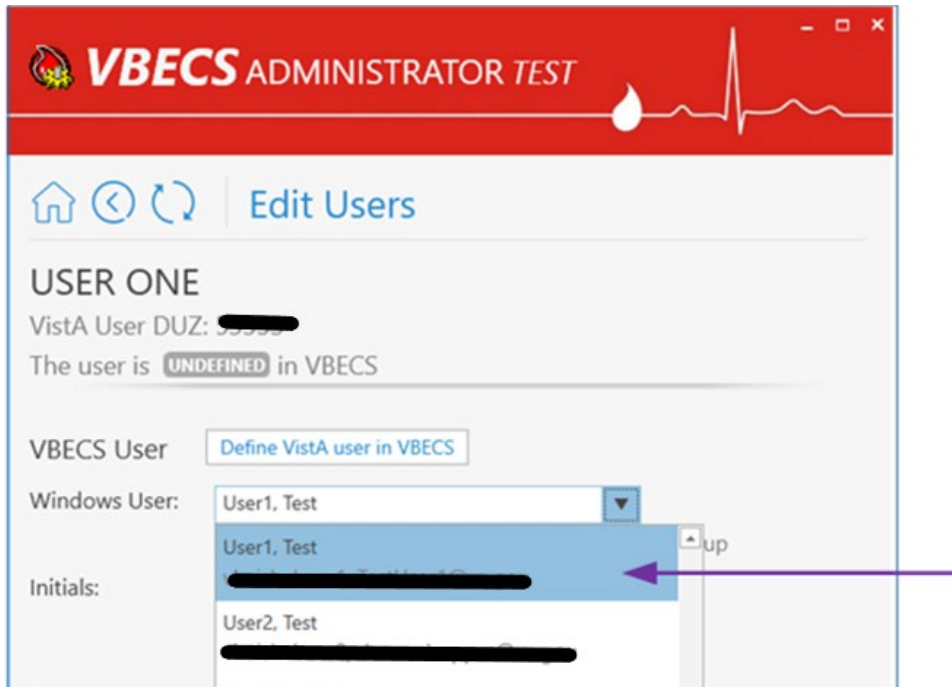 VBECS ADMINISTRATOR TEST
Edit Users
USER ONE
VistA User DUZ:
The user is UNDEFINED in VBECS
VBECS User Define VistA user in VBECS
Windows User: User1, Test
User1, Test
up
Initials:
User2, Test